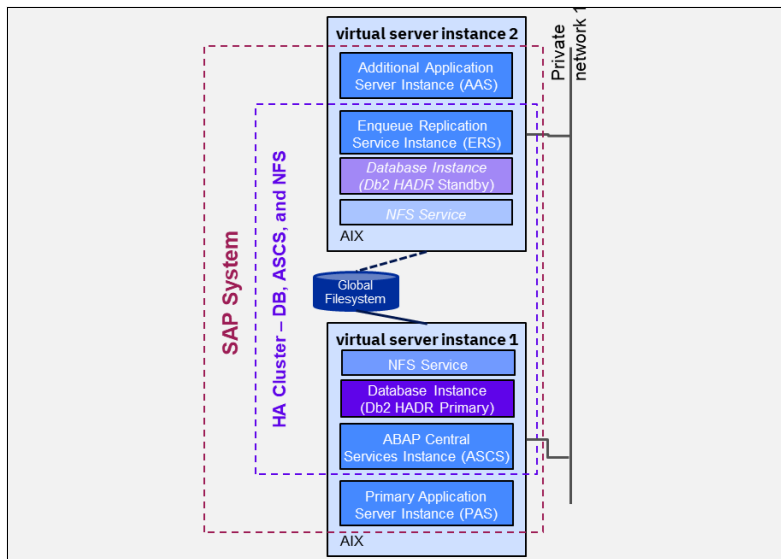 virtual server instance 2
Additional Application
Server Instance (AAS)
Enqueue Replication
Service Instance (ERS)
Database Instance
(Db2 HADR Standby)
NFS Service
AIX
Private
network 1
SAP System
HA Cluster – DB, ASCS, and NFS
Global
Filesystem
virtual server instance 1
NFS Service
Database Instance
(Db2 HADR Primary)
ABAP Central
Services Instance (ASCS)
Primary Application
Server Instance (PAS)
AIX